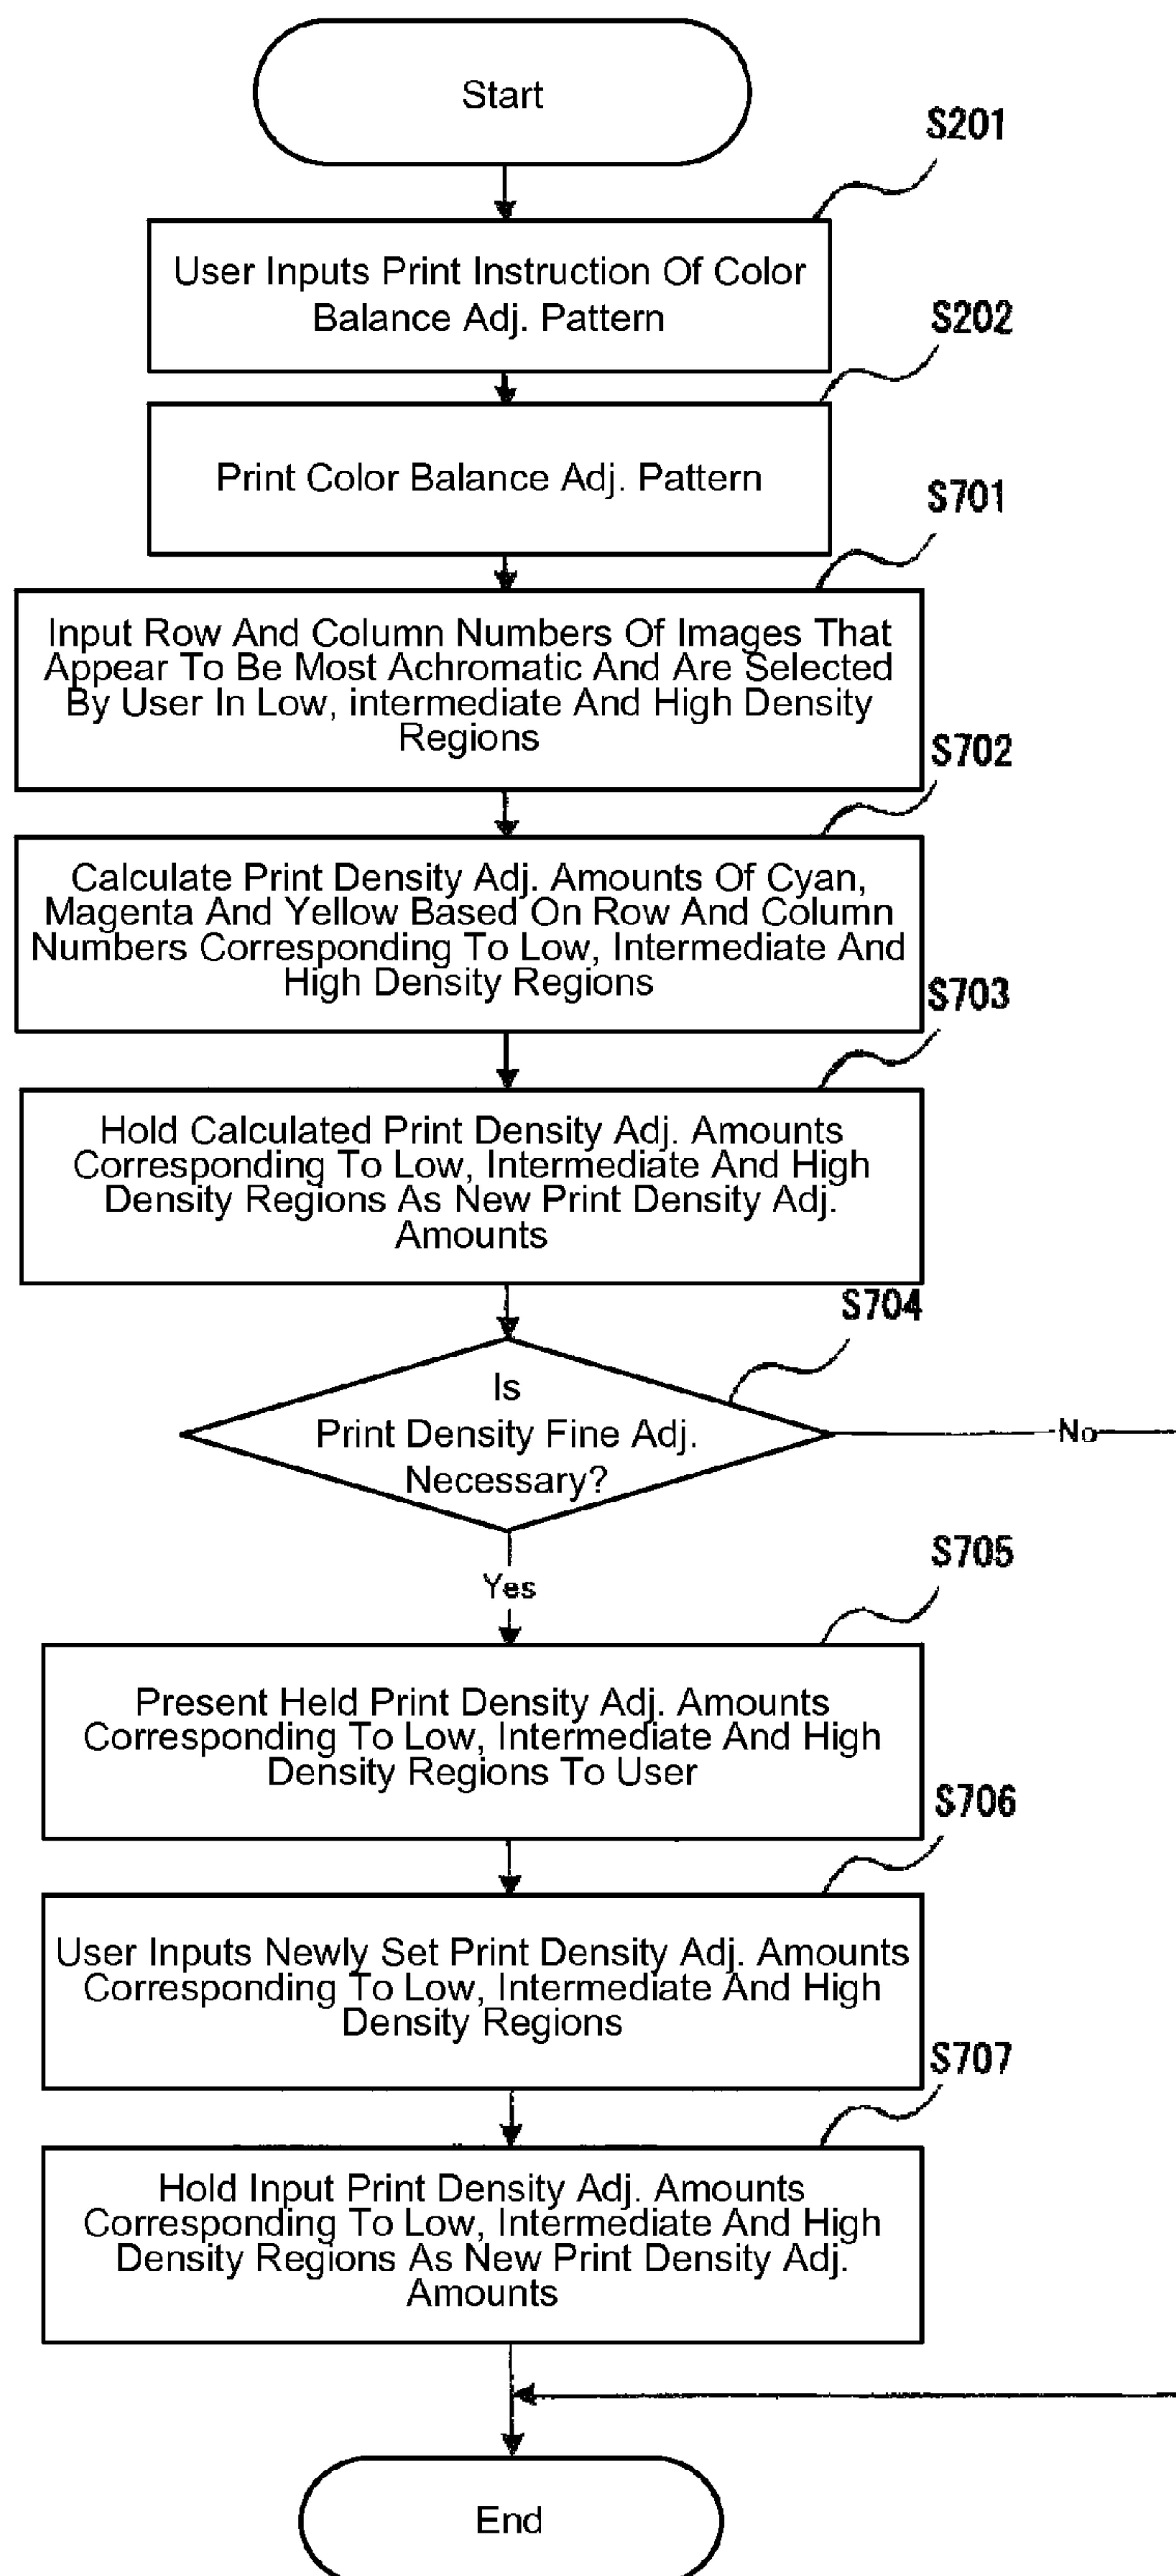 Start
S201
User Inputs Print Instruction Of Color
Balance Adj. Pattern
S202
Print Color Balance Adj. Pattern
S701
Input Row And Column Numbers Of Images That
Appear To Be Most Achromatic And Are Selected
By User In Low, intermediate And High Density
Regions
S702
Calculate Print Density Adj. Amounts Of Cyan,
Magenta And Yellow Based On Row And Column
Numbers Corresponding To Low, Intermediate And
High Density Regions
S703
Hold Calculated Print Density Adj. Amounts
Corresponding To Low, Intermediate And High
Density Regions As New Print Density Adj.
Amounts
S704
Is
Print Density Fine Adj.
Necessary?
No
Yes
S705
Present Held Print Density Adj. Amounts
Corresponding To Low, Intermediate And High
Density Regions To User
S706
User Inputs Newly Set Print Density Adj. Amounts
Corresponding To Low, Intermediate And High
Density Regions
S707
Hold Input Print Density Adj. Amounts
Corresponding To Low, Intermediate And High
Density Regions As New Print Density Adj.
Amounts
End